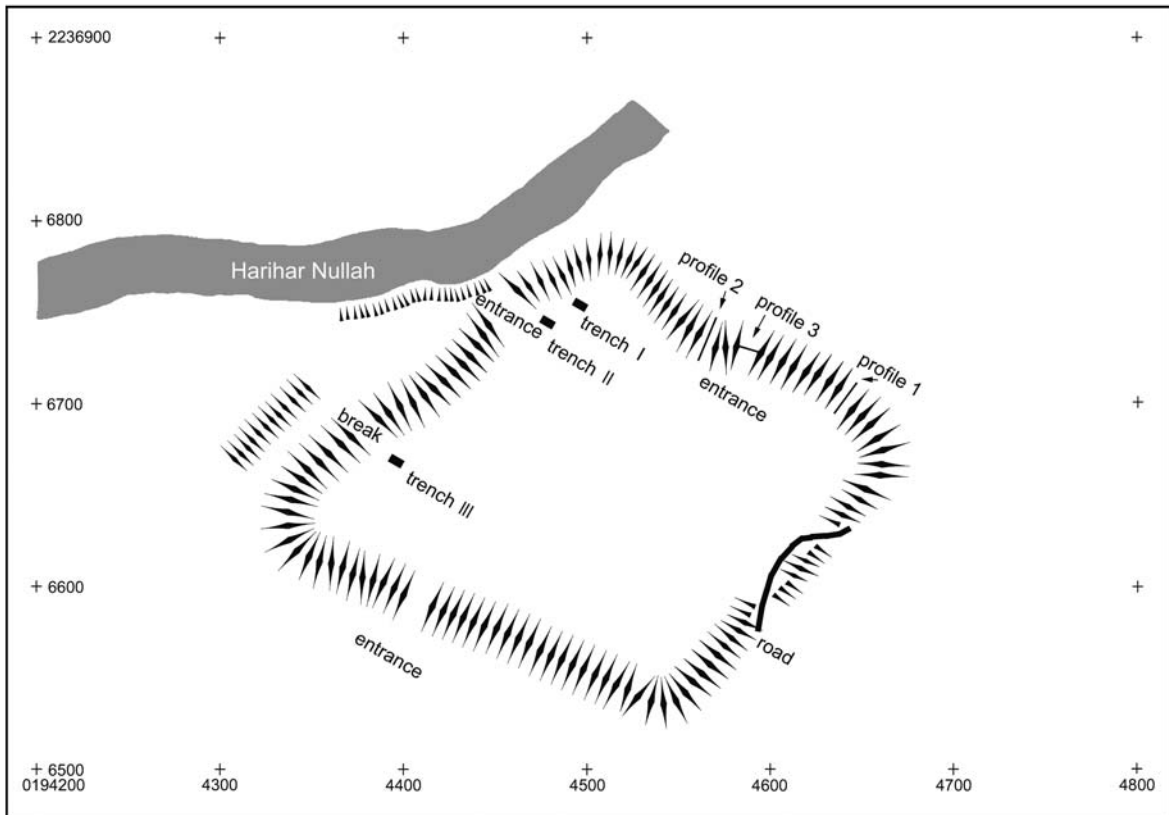 2236900
6800
Harihar Nullah
profile 2
profile 3
entrance
trench I
trench II
profile 1
entrance
6700
break
trench III
6600
entrance
road
6500
0194200
4300
4400
4500
4600
4700
4800